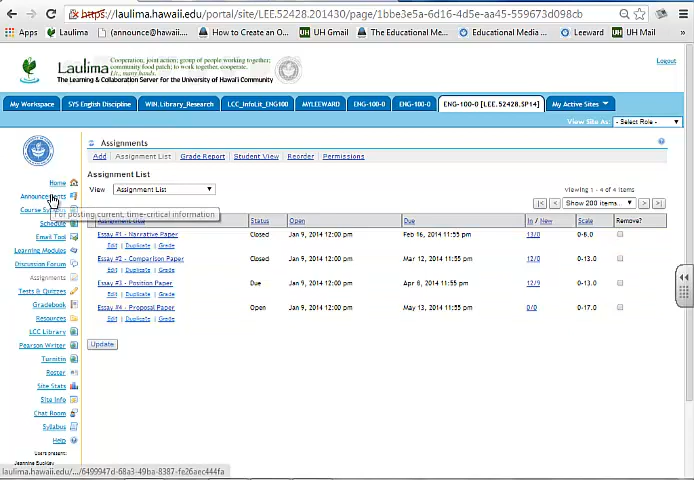 https://laulima.hawaii.edu/portal/site/LEE.52428.201430/page/1bbe3e5a-6d16-4d5e-aa45-559673d098cb
Apps Laulima (announce@hawaii.... How to Create an O... UH Gmail The Educational Me... Educational Media ... Leeward UH Mail
Laulima
Cooperation, joint action; group of people working together;
community food patch; to work together, cooperate.
The Learning & Collaboration Server for the University of Hawai'i Community
Logout
My Workspace SYS English Discipline WIN.Library_Research LCC_InfoLit_ENG100 MYLEEWARD ENG-100-0 ENG-100-0 ENG-100-0 [LEE.52428.SP14] My Active Sites
View Site As: - Select Role -
Assignments
Add | Assignment List | Grade Report | Student View | Reorder | Permissions
Assignment List
View Assignment List
Viewing 1 - 4 of 4 items
|< < Show 200 items... > >|
Status Open Due In / New Scale Remove?
Essay #1 - Narrative Paper Closed Jan 9, 2014 12:00 pm Feb 16, 2014 11:55 pm 13/0 0-6.0
Edit | Duplicate | Grade
Essay #2 - Comparison Paper Closed Jan 9, 2014 12:00 pm Mar 12, 2014 11:55 pm 12/0 0-13.0
Edit | Duplicate | Grade
Essay #3 - Position Paper Due Jan 9, 2014 12:00 pm Apr 8, 2014 11:55 pm 12/9 0-13.0
Edit | Duplicate | Grade
Essay #4 - Proposal Paper Open Jan 9, 2014 12:00 pm May 13, 2014 11:55 pm 0/0 0-17.0
Edit | Duplicate | Grade
Update
Home
For posting current, time-critical information
Schedule
Email Tool
Learning Modules
Discussion Forum
Assignments
Tests & Quizzes
Gradebook
Resources
LCC Library
Pearson Writer
Turnitin
Roster
Site Stats
Site Info
Chat Room
Syllabus
Help
Users present:
laulima.hawaii.edu/.../6499947d-68a3-49ba-8387-fe26aec444fa